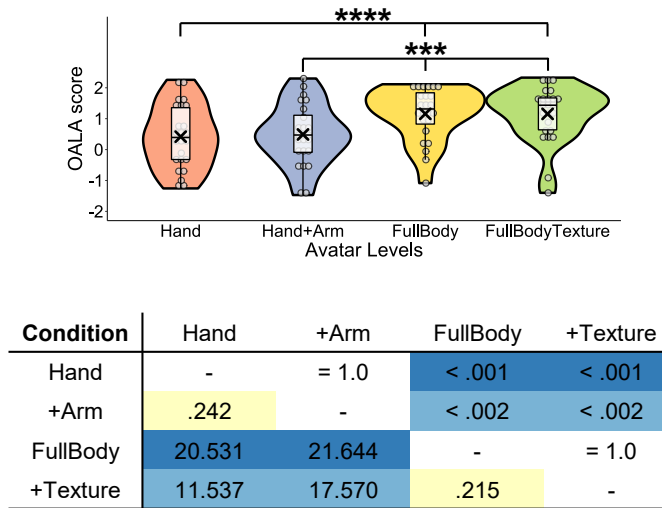 ****
***
OALA score
2
1
0
-1
-2
Hand Hand+Arm FullBody FullBodyTexture
Avatar Levels
Condition Hand +Arm FullBody +Texture
Hand - = 1.0 < .001 < .001
+Arm .242 - < .002 < .002
FullBody 20.531 21.644 - = 1.0
+Texture 11.537 17.570 .215 -